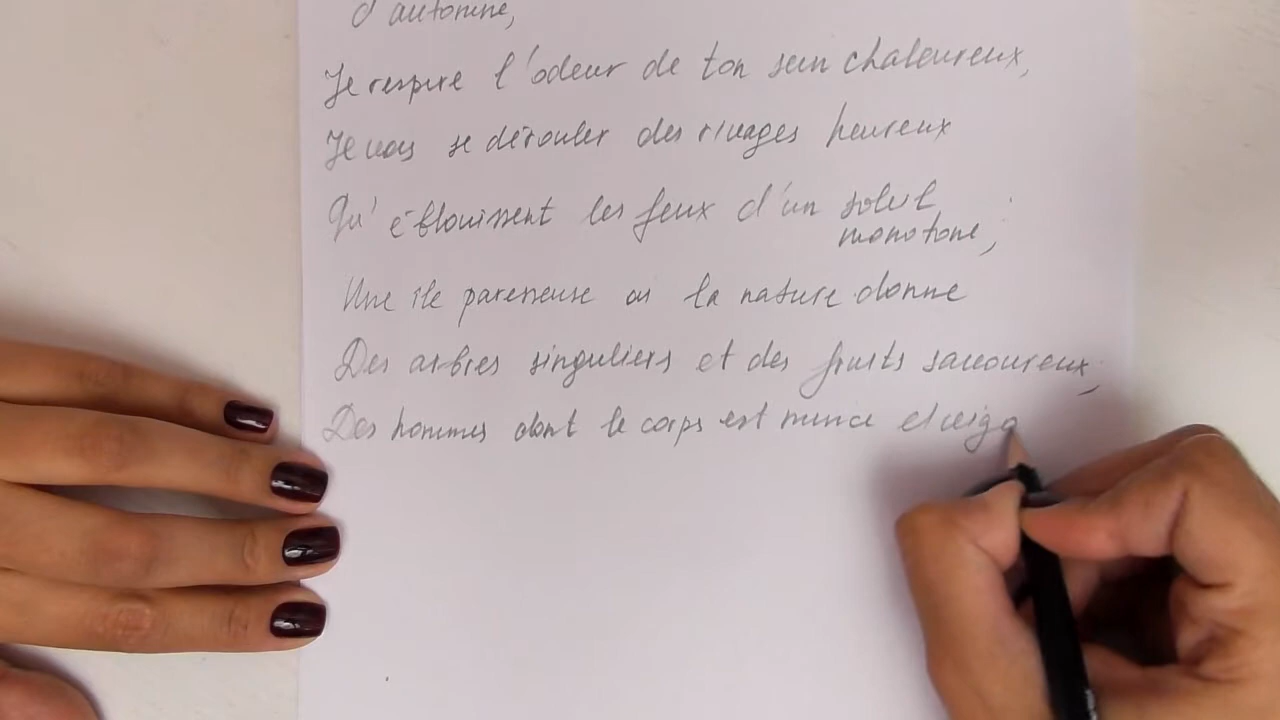 d'automne,
Je respire l'odeur de ton sein chaleureux,
Je vois se dérouler des rivages heureux
Qu'éblouissent les feux d'un soleil
monotone;
Une île paresseuse où la nature donne
Des arbres singuliers et des fruits savoureux;
Des hommes dont le corps est mince et vigo